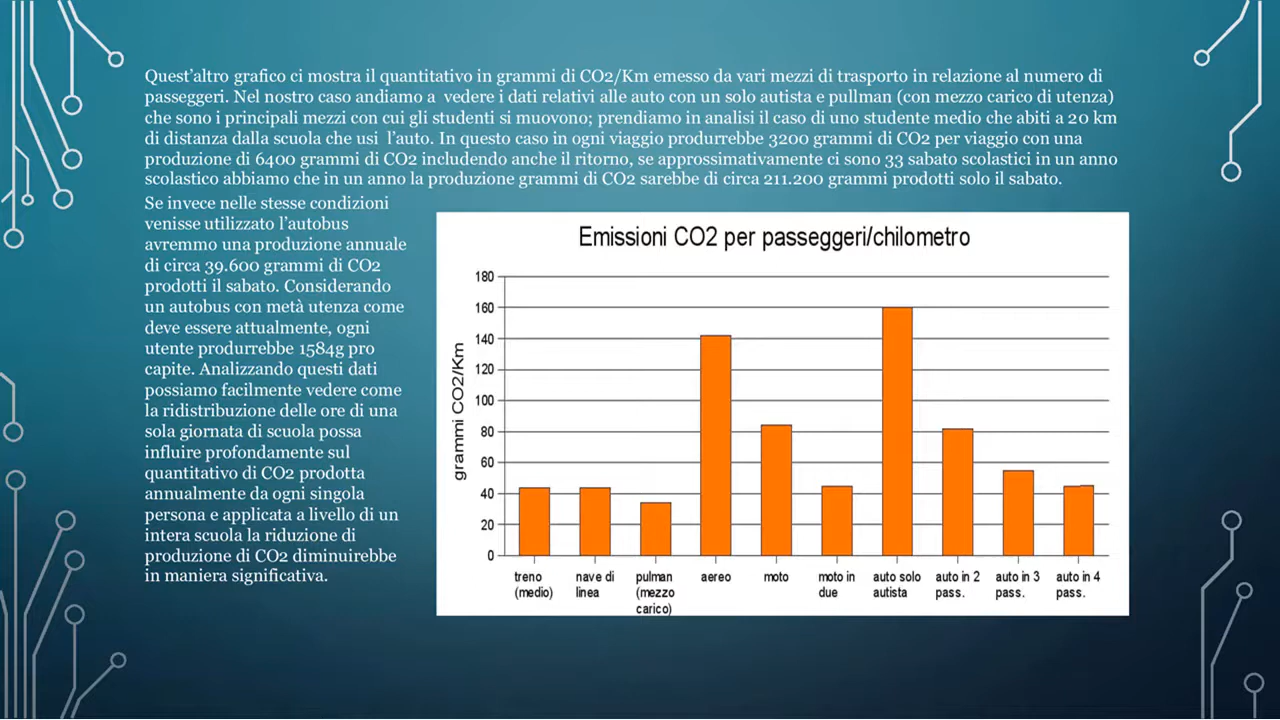 Quest'altro grafico ci mostra il quantitativo in grammi di CO2/Km emesso da vari mezzi di trasporto in relazione al numero di
passeggeri. Nel nostro caso andiamo a  vedere i dati relativi alle auto con un solo autista e pullman (con mezzo carico di utenza)
che sono i principali mezzi con cui gli studenti si muovono; prendiamo in analisi il caso di uno studente medio che abiti a 20 km
di distanza dalla scuola che usi  l'auto. In questo caso in ogni viaggio produrrebbe 3200 grammi di CO2 per viaggio con una
produzione di 6400 grammi di CO2 includendo anche il ritorno, se approssimativamente ci sono 33 sabato scolastici in un anno
scolastico abbiamo che in un anno la produzione grammi di CO2 sarebbe di circa 211.200 grammi prodotti solo il sabato.
Se invece nelle stesse condizioni
venisse utilizzato l'autobus
avremmo una produzione annuale
di circa 39.600 grammi di CO2
prodotti il sabato. Considerando
un autobus con metà utenza come
deve essere attualmente, ogni
utente produrrebbe 1584g pro
capite. Analizzando questi dati
possiamo facilmente vedere come
la ridistribuzione delle ore di una
sola giornata di scuola possa
influire profondamente sul
quantitativo di CO2 prodotta
annualmente da ogni singola
persona e applicata a livello di un
intera scuola la riduzione di
produzione di CO2 diminuirebbe
in maniera significativa.
Emissioni CO2 per passeggeri/chilometro
grammi CO2/Km
180
160
140
120
100
80
60
40
20
0
treno
(medio)
nave di
linea
pulman
(mezzo
carico)
aereo
moto
moto in
due
auto solo
autista
auto in 2
pass.
auto in 3
pass.
auto in 4
pass.